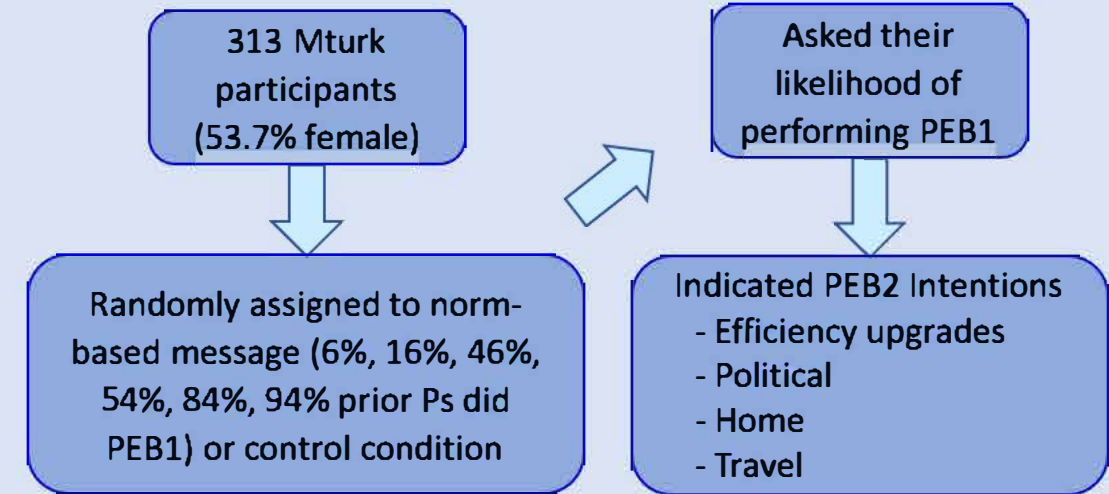 313 Mturk
participants
(53.7% female)
Randomly assigned to norm-
based message (6%, 16%, 46%,
54%, 84%, 94% prior Ps did
PEB1) or control condition
Asked their
likelihood of
performing PEB1
Indicated PEB2 Intentions
- Efficiency upgrades
- Political
- Home
- Travel